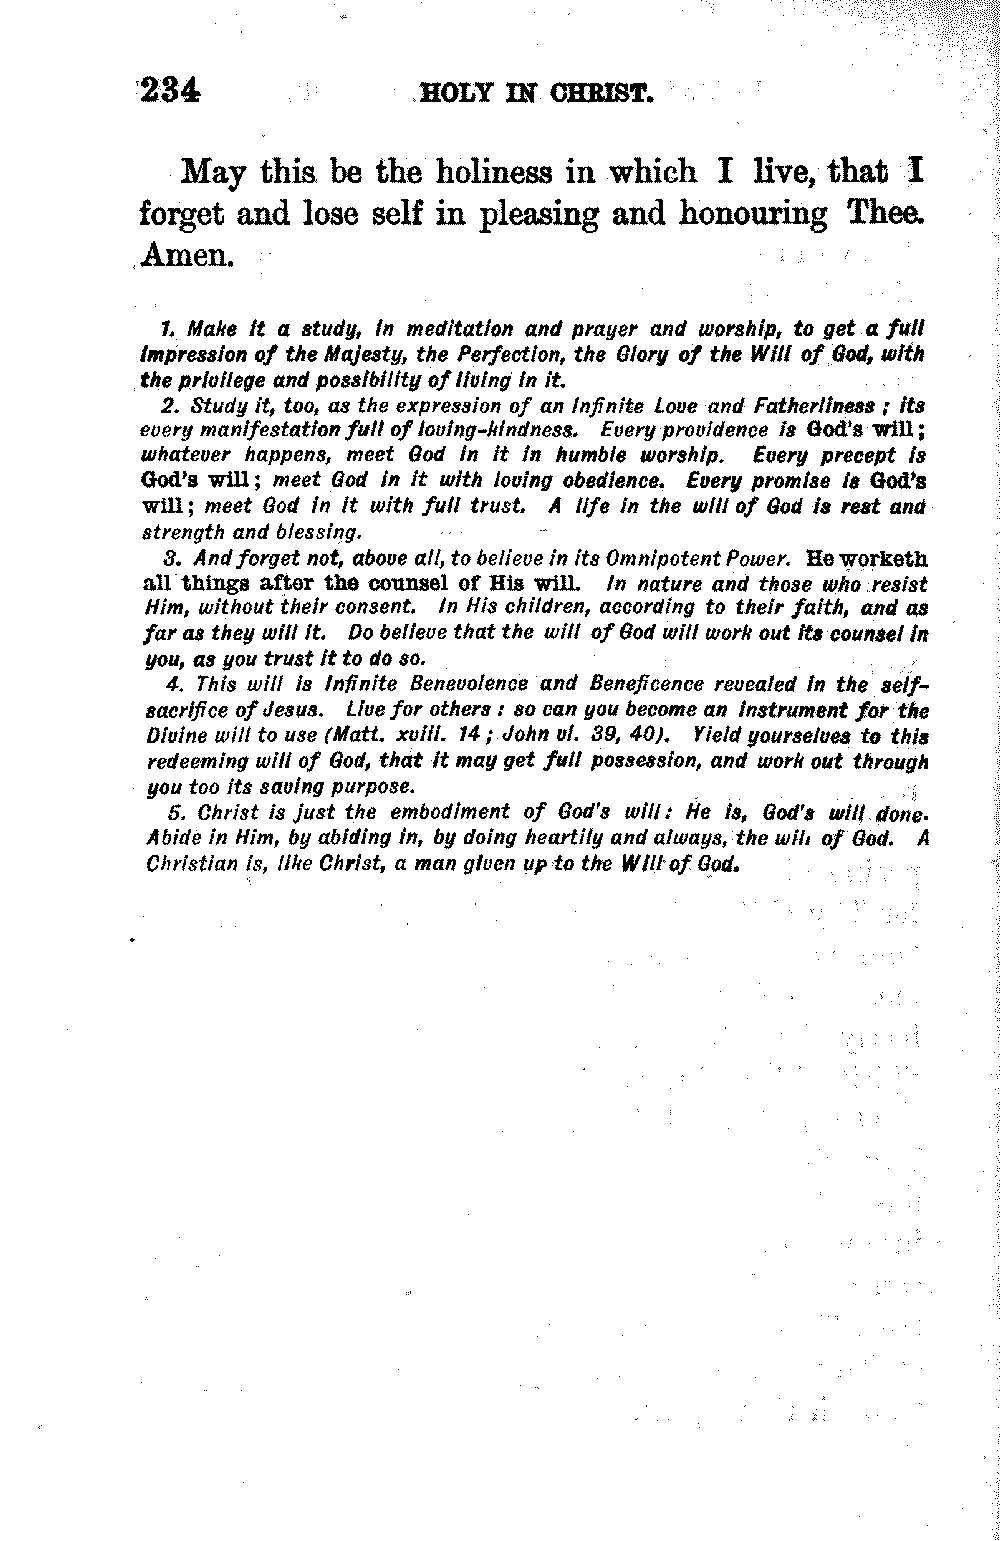 234 HOLY IN CHRIST.
May this be the holiness in which I live, that I
forget and lose self in pleasing and honouring Thee.
Amen.
1. Make it a study, in meditation and prayer and worship, to get a full
impression of the Majesty, the Perfection, the Glory of the Will of God, with
the privilege and possibility of living in it.
2. Study it, too, as the expression of an Infinite Love and Fatherliness; its
every manifestation full of loving-kindness. Every providence is God's will;
whatever happens, meet God in it in humble worship. Every precept is
God's will; meet God in it with loving obedience. Every promise is God's
will; meet God in it with full trust. A life in the will of God is rest and
strength and blessing.
3. And forget not, above all, to believe in its Omnipotent Power. He worketh
all things after the counsel of His will. In nature and those who resist
Him, without their consent. In His children, according to their faith, and as
far as they will it. Do believe that the will of God will work out its counsel in
you, as you trust it to do so.
4. This will is Infinite Benevolence and Beneficence revealed in the self-
sacrifice of Jesus. Live for others: so can you become an instrument for the
Divine will to use (Matt. xviii. 14; John vi. 39, 40). Yield yourselves to this
redeeming will of God, that it may get full possession, and work out through
you too its saving purpose.
5. Christ is just the embodiment of God's will: He is, God's will done.
Abide in Him, by abiding in, by doing heartily and always, the will of God. A
Christian is, like Christ, a man given up to the Will of God.